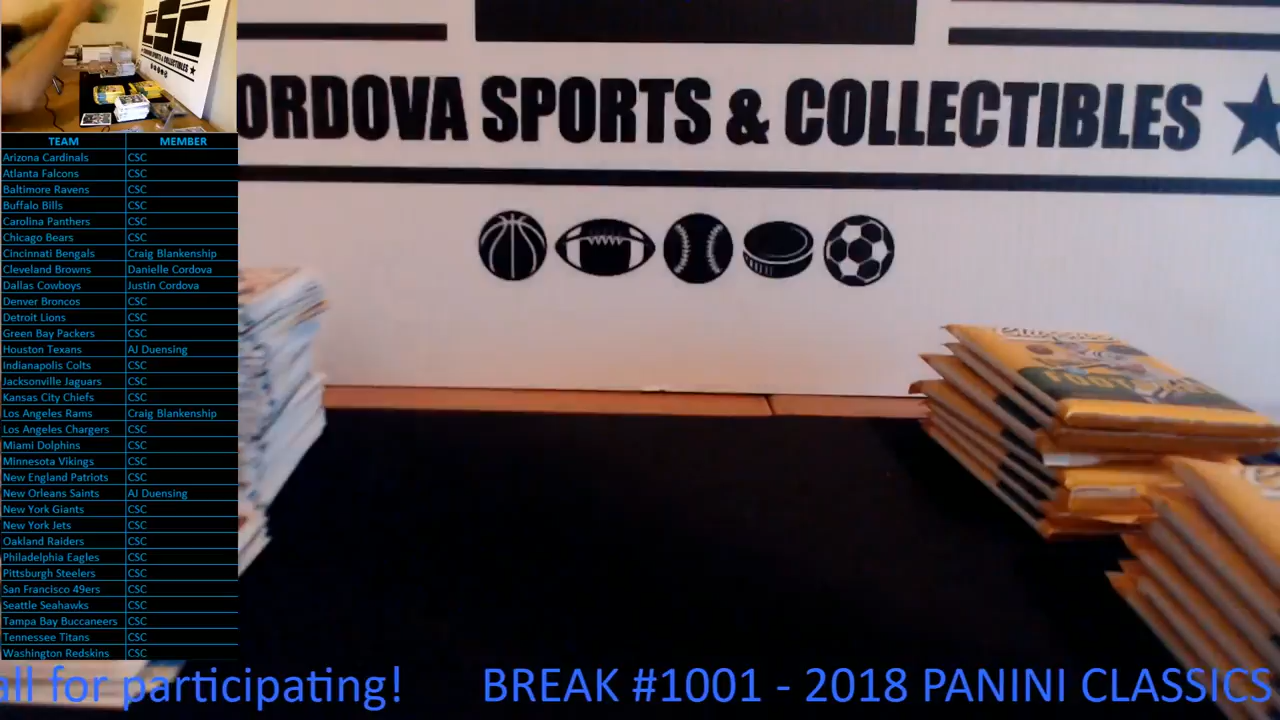 CSC
CORDOVA SPORTS & COLLECTIBLES
ORDOVA SPORTS & COLLECTIBLES
TEAM MEMBER
Arizona Cardinals CSC
Atlanta Falcons CSC
Baltimore Ravens CSC
Buffalo Bills CSC
Carolina Panthers CSC
Chicago Bears CSC
Cincinnati Bengals Craig Blankenship
Cleveland Browns Danielle Cordova
Dallas Cowboys Justin Cordova
Denver Broncos CSC
Detroit Lions CSC
Green Bay Packers CSC
Houston Texans AJ Duensing
Indianapolis Colts CSC
Jacksonville Jaguars CSC
Kansas City Chiefs CSC
Los Angeles Rams Craig Blankenship
Los Angeles Chargers CSC
Miami Dolphins CSC
Minnesota Vikings CSC
New England Patriots CSC
New Orleans Saints AJ Duensing
New York Giants CSC
New York Jets CSC
Oakland Raiders CSC
Philadelphia Eagles CSC
Pittsburgh Steelers CSC
San Francisco 49ers CSC
Seattle Seahawks CSC
Tampa Bay Buccaneers CSC
Tennessee Titans CSC
Washington Redskins CSC
all for participating! BREAK #1001 - 2018 PANINI CLASSICS